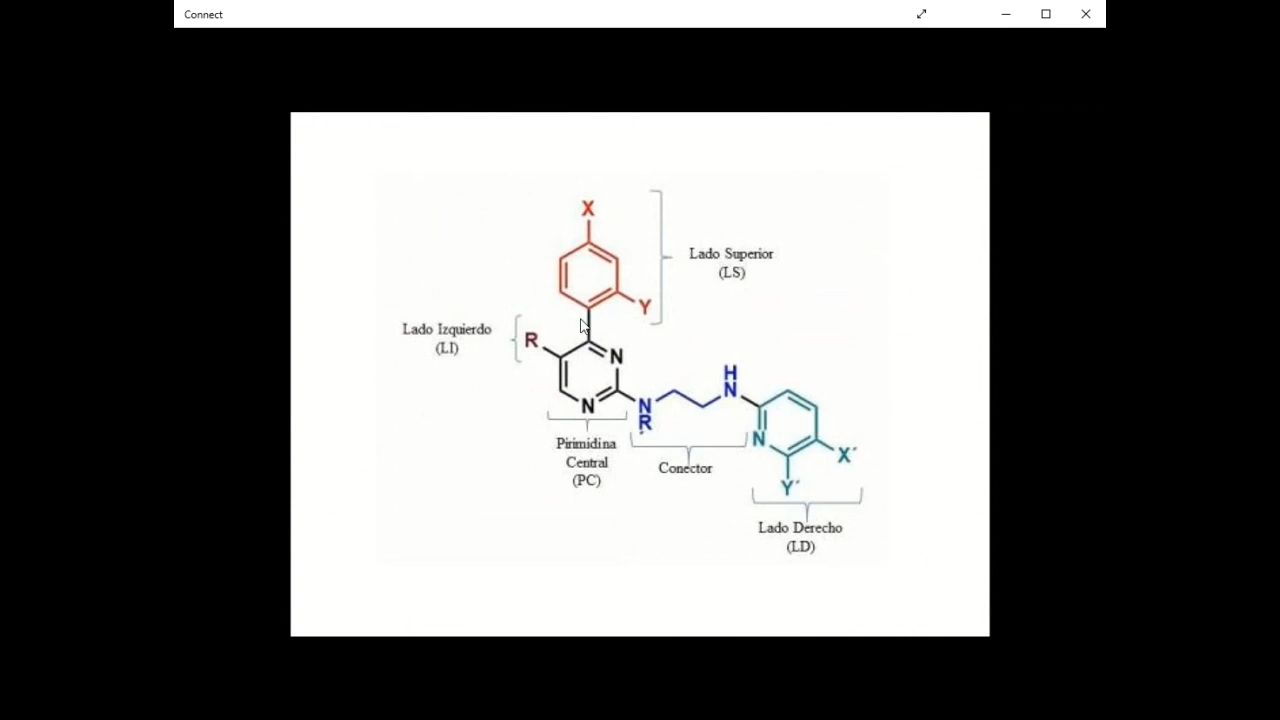 Connect
X
Lado Superior
(LS)
Y
Lado Izquierdo
(LI)
R
N
H
N
N
N
R
´
Pirimidina
Central
(PC)
Conector
N
X´
Y´
Lado Derecho
(LD)